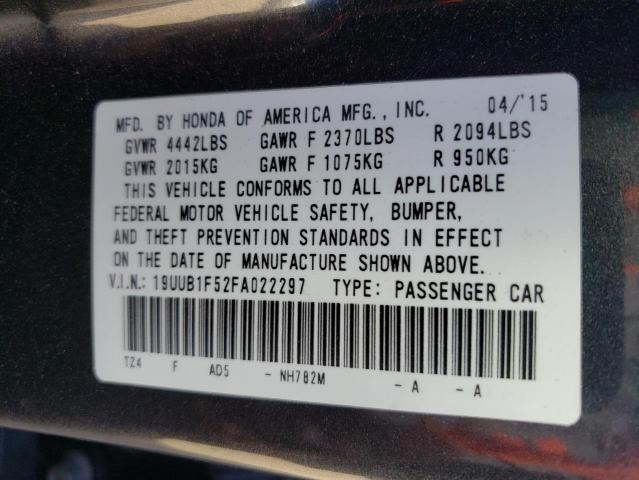 MFD. BY HONDA OF AMERICA MFG., INC. 04/'15
GVWR 4442LBS GAWR F 2370LBS R 2094LBS
GVWR 2015KG GAWR F 1075KG R 950KG
THIS VEHICLE CONFORMS TO ALL APPLICABLE
FEDERAL MOTOR VEHICLE SAFETY, BUMPER,
AND THEFT PREVENTION STANDARDS IN EFFECT
ON THE DATE OF MANUFACTURE SHOWN ABOVE.
V.I.N.: 19UUB1F52FA022297 TYPE: PASSENGER CAR
TZ4 F AD5 - NH782M - A - A